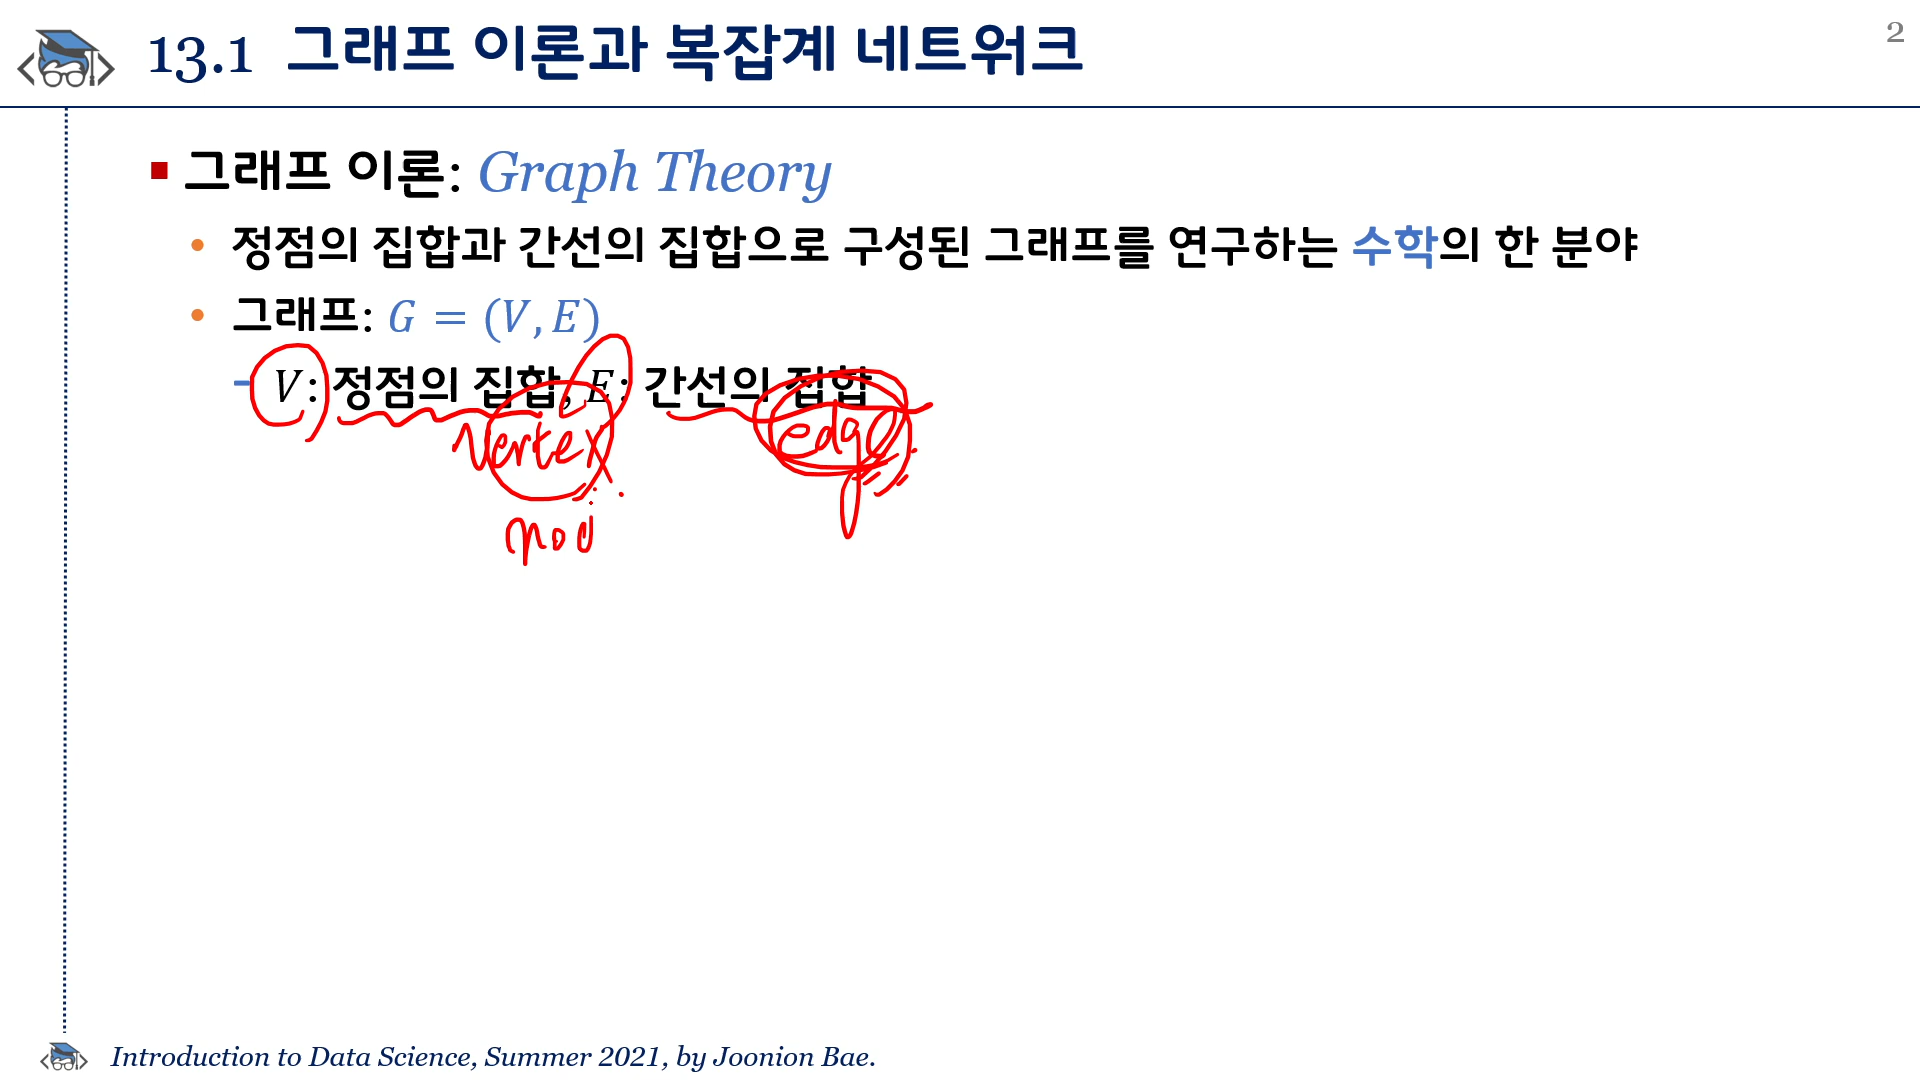 13.1 그래프 이론과 복잡계 네트워크
2
그래프 이론: Graph Theory
정점의 집합과 간선의 집합으로 구성된 그래프를 연구하는 수학의 한 분야
그래프: G = (V, E)
- V: 정점의 집합, E: 간선의 집합
Vertex edge
nod
Introduction to Data Science, Summer 2021, by Joonion Bae.